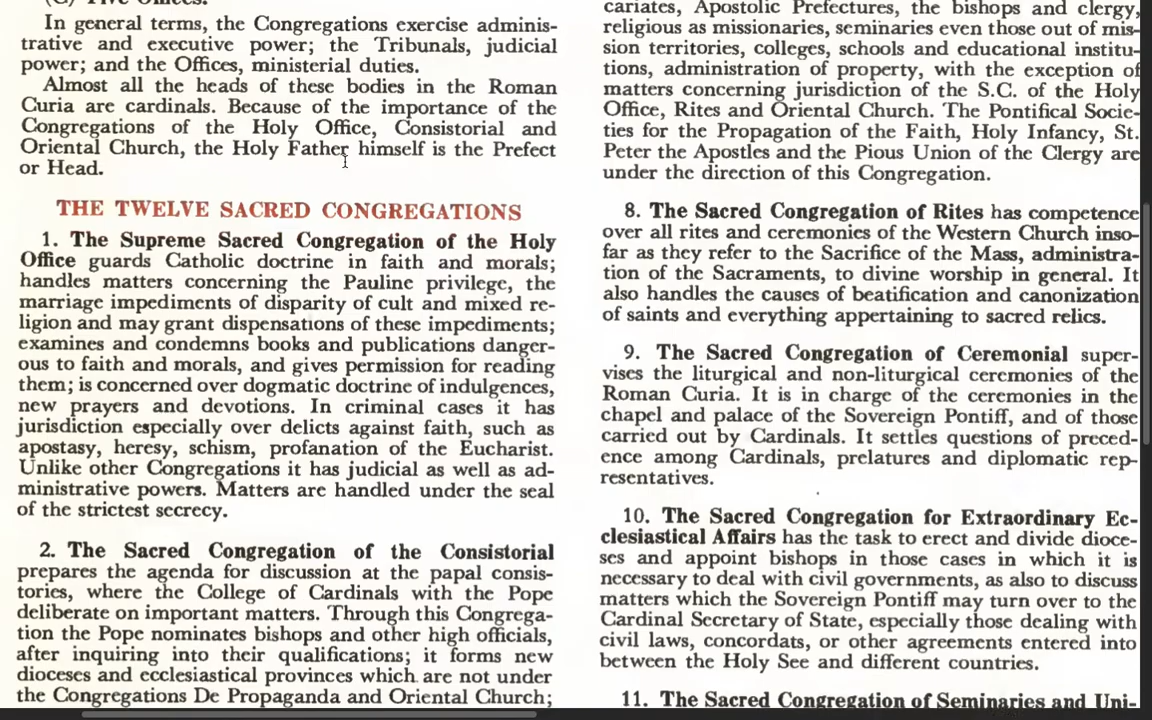 In general terms, the Congregations exercise adminis-
trative and executive power; the Tribunals, judicial
power; and the Offices, ministerial duties.
Almost all the heads of these bodies in the Roman
Curia are cardinals. Because of the importance of the
Congregations of the Holy Office, Consistorial and
Oriental Church, the Holy Father himself is the Prefect
or Head.
THE TWELVE SACRED CONGREGATIONS
1. The Supreme Sacred Congregation of the Holy
Office guards Catholic doctrine in faith and morals;
handles matters concerning the Pauline privilege, the
marriage impediments of disparity of cult and mixed re-
ligion and may grant dispensations of these impediments;
examines and condemns books and publications danger-
ous to faith and morals, and gives permission for reading
them; is concerned over dogmatic doctrine of indulgences,
new prayers and devotions. In criminal cases it has
jurisdiction especially over delicts against faith, such as
apostasy, heresy, schism, profanation of the Eucharist.
Unlike other Congregations it has judicial as well as ad-
ministrative powers. Matters are handled under the seal
of the strictest secrecy.
2. The Sacred Congregation of the Consistorial
prepares the agenda for discussion at the papal consis-
tories, where the College of Cardinals with the Pope
deliberate on important matters. Through this Congrega-
tion the Pope nominates bishops and other high officials,
after inquiring into their qualifications; it forms new
dioceses and ecclesiastical provinces which are not under
the Congregations De Propaganda and Oriental Church;
cariates, Apostolic Prefectures, the bishops and clergy,
religious as missionaries, seminaries even those out of mis-
sion territories, colleges, schools and educational institu-
tions, administration of property, with the exception of
matters concerning jurisdiction of the S.C. of the Holy
Office, Rites and Oriental Church. The Pontifical Socie-
ties for the Propagation of the Faith, Holy Infancy, St.
Peter the Apostles and the Pious Union of the Clergy are
under the direction of this Congregation.
8. The Sacred Congregation of Rites has competence
over all rites and ceremonies of the Western Church inso-
far as they refer to the Sacrifice of the Mass, administra-
tion of the Sacraments, to divine worship in general. It
also handles the causes of beatification and canonization
of saints and everything appertaining to sacred relics.
9. The Sacred Congregation of Ceremonial super-
vises the liturgical and non-liturgical ceremonies of the
Roman Curia. It is in charge of the ceremonies in the
chapel and palace of the Sovereign Pontiff, and of those
carried out by Cardinals. It settles questions of preced-
ence among Cardinals, prelatures and diplomatic rep-
resentatives.
10. The Sacred Congregation for Extraordinary Ec-
clesiastical Affairs has the task to erect and divide dioce-
ses and appoint bishops in those cases in which it is
necessary to deal with civil governments, as also to discuss
matters which the Sovereign Pontiff may turn over to the
Cardinal Secretary of State, especially those dealing with
civil laws, concordats, or other agreements entered into
between the Holy See and different countries.
11. The Sacred Congregation of Seminaries and Uni-